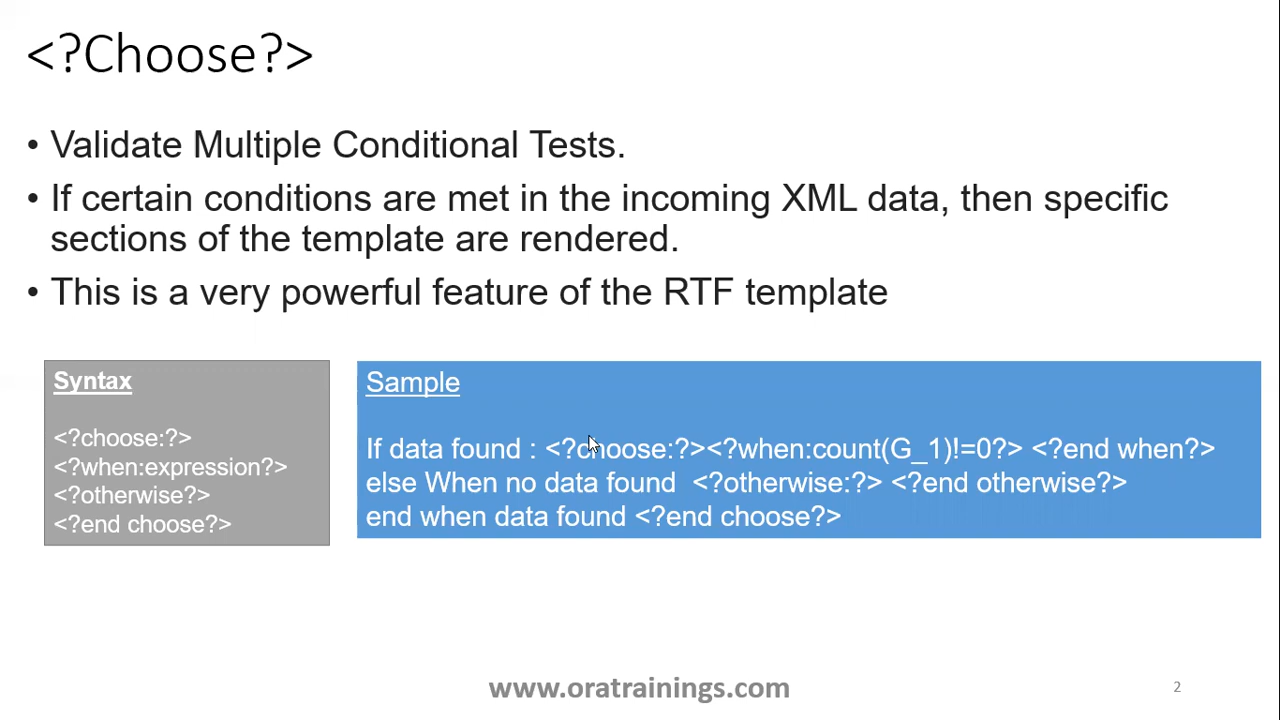 <?Choose?>
• Validate Multiple Conditional Tests.
• If certain conditions are met in the incoming XML data, then specific
sections of the template are rendered.
• This is a very powerful feature of the RTF template
Syntax
<?choose:?>
<?when:expression?>
<?otherwise?>
<?end choose?>
Sample
If data found : <?choose:?><?when:count(G_1)!=0?> <?end when?>
else When no data found <?otherwise:?> <?end otherwise?>
end when data found <?end choose?>
www.oratrainings.com
2